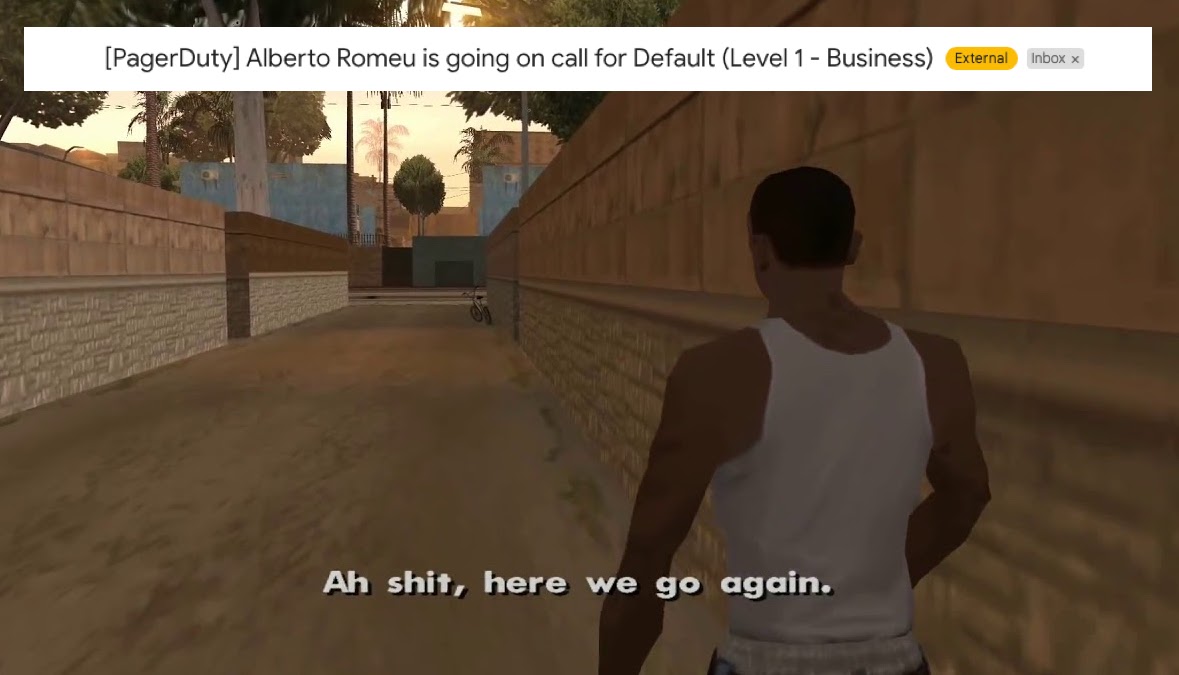 [PagerDuty] Alberto Romeu is going on call for Default (Level 1 - Business) External Inbox ×
Ah shit, here we go again.